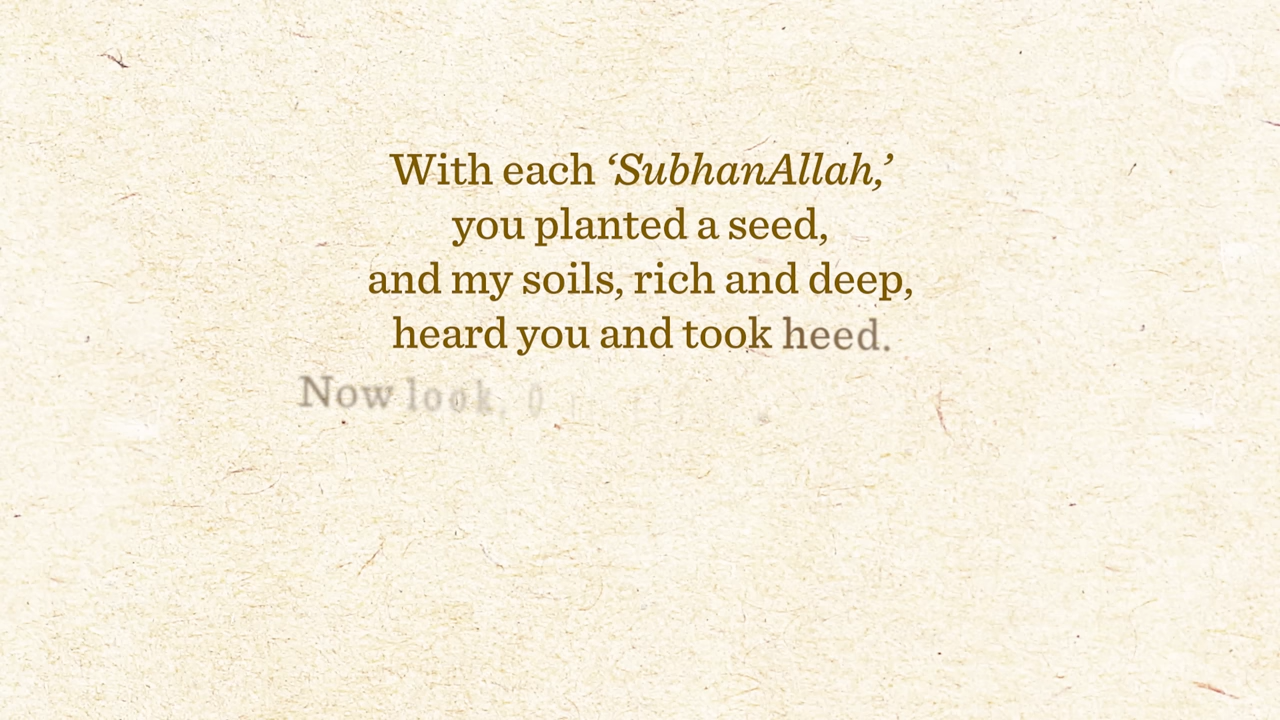 With each ‘SubhanAllah,’
you planted a seed,
and my soils, rich and deep,
heard you and took heed.
Now look,